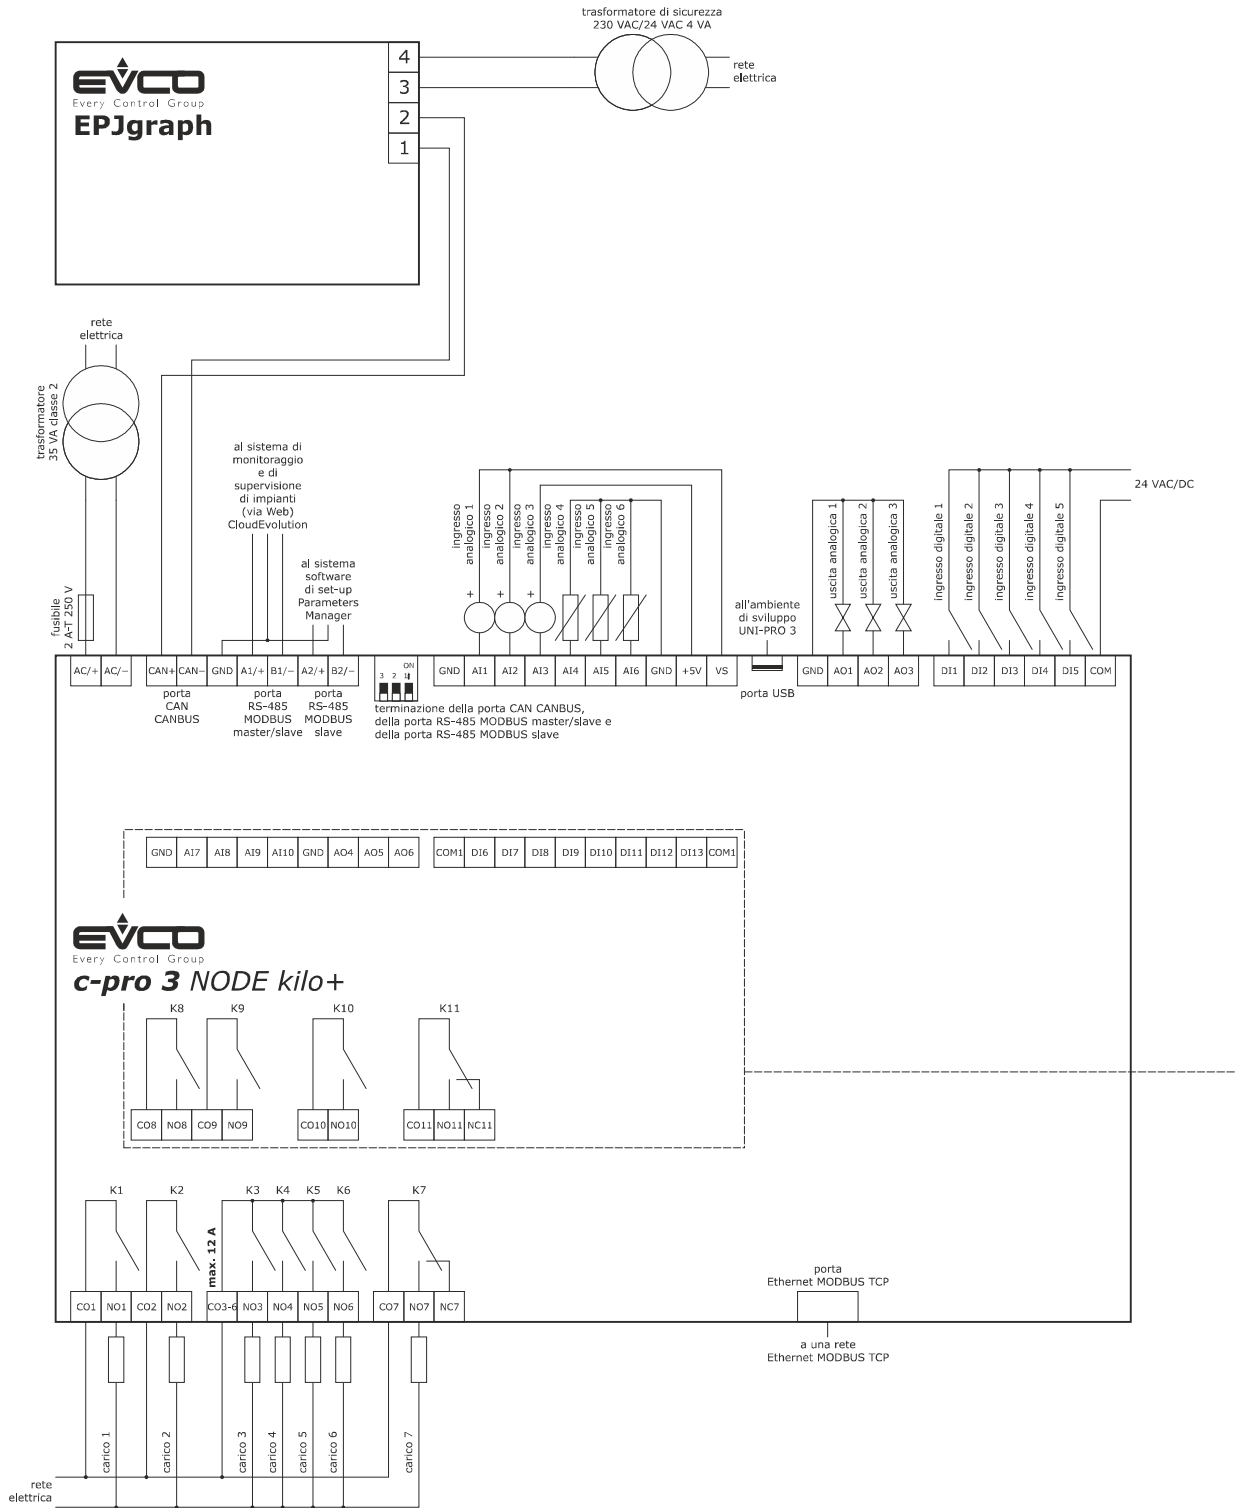 trasformatore di sicurezza
230 VAC/24 VAC 4 VA
4
3
2
1
EVCO
Every Control Group
EPJgraph
rete
elettrica
rete
elettrica
trasformatore
35 VA classe 2
fusibile
2 A-T 250 V
al sistema di
monitoraggio
e di
supervisione
di impianti
(via Web)
CloudEvolution
al sistema
software
di set-up
Parameters
Manager
ingresso
analogico 1
ingresso
analogico 2
ingresso
analogico 3
ingresso
analogico 4
ingresso
analogico 5
ingresso
analogico 6
+
+
+
all'ambiente
di sviluppo
UNI-PRO 3
uscita analogica 1
uscita analogica 2
uscita analogica 3
ingresso digitale 1
ingresso digitale 2
ingresso digitale 3
ingresso digitale 4
ingresso digitale 5
24 VAC/DC
AC/+ AC/−
CAN+ CAN− GND A1/+ B1/− A2/+ B2/−
ON
3 2 1
GND AI1 AI2 AI3 AI4 AI5 AI6 GND +5V VS
GND AO1 AO2 AO3
DI1 DI2 DI3 DI4 DI5 COM
porta
CAN
CANBUS
porta
RS-485
MODBUS
master/slave
porta
RS-485
MODBUS
slave
terminazione della porta CAN CANBUS,
della porta RS-485 MODBUS master/slave e
della porta RS-485 MODBUS slave
porta USB
GND AI7 AI8 AI9 AI10 GND AO4 AO5 AO6
COM1 DI6 DI7 DI8 DI9 DI10 DI11 DI12 DI13 COM1
EVCO
Every Control Group
c-pro 3 NODE kilo+
K8 K9 K10 K11
CO8 NO8 CO9 NO9
CO10 NO10
CO11 NO11 NC11
K1 K2 K3 K4 K5 K6 K7
max. 12 A
CO1 NO1 CO2 NO2
CO3-6 NO3 NO4 NO5 NO6
CO7 NO7 NC7
porta
Ethernet MODBUS TCP
a una rete
Ethernet MODBUS TCP
carico 1
carico 2
carico 3
carico 4
carico 5
carico 6
carico 7
rete
elettrica